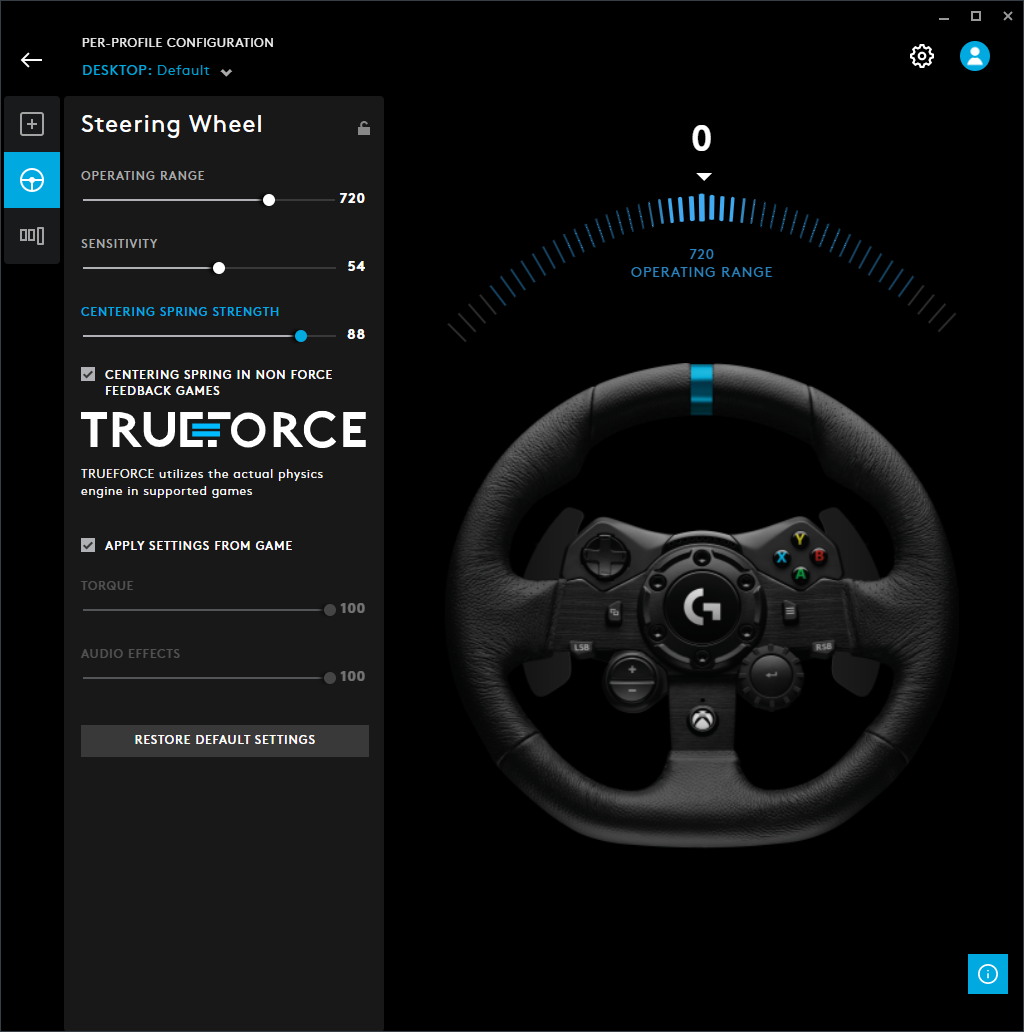 PER-PROFILE CONFIGURATION
DESKTOP: Default
Steering Wheel
OPERATING RANGE
720
SENSITIVITY
54
CENTERING SPRING STRENGTH
88
CENTERING SPRING IN NON FORCE
FEEDBACK GAMES
TRUEFORCE
TRUEFORCE utilizes the actual physics
engine in supported games
APPLY SETTINGS FROM GAME
TORQUE
100
AUDIO EFFECTS
100
RESTORE DEFAULT SETTINGS
0
720
OPERATING RANGE
Y
X
B
A
LSB
RSB